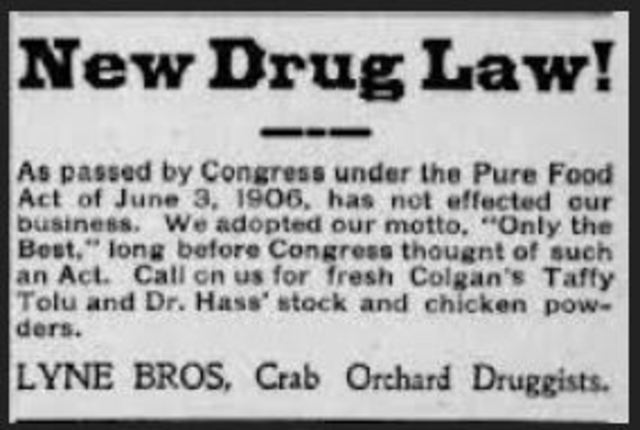 New Drug Law!
As passed by Congress under the Pure Food
Act of June 3, 1906, has not effected our
business. We adopted our motto, "Only the
Best," long before Congress thought of such
an Act. Call on us for fresh Colgan's Taffy
Tolu and Dr. Hass' stock and chicken pow-
ders.
LYNE BROS, Crab Orchard Druggists.